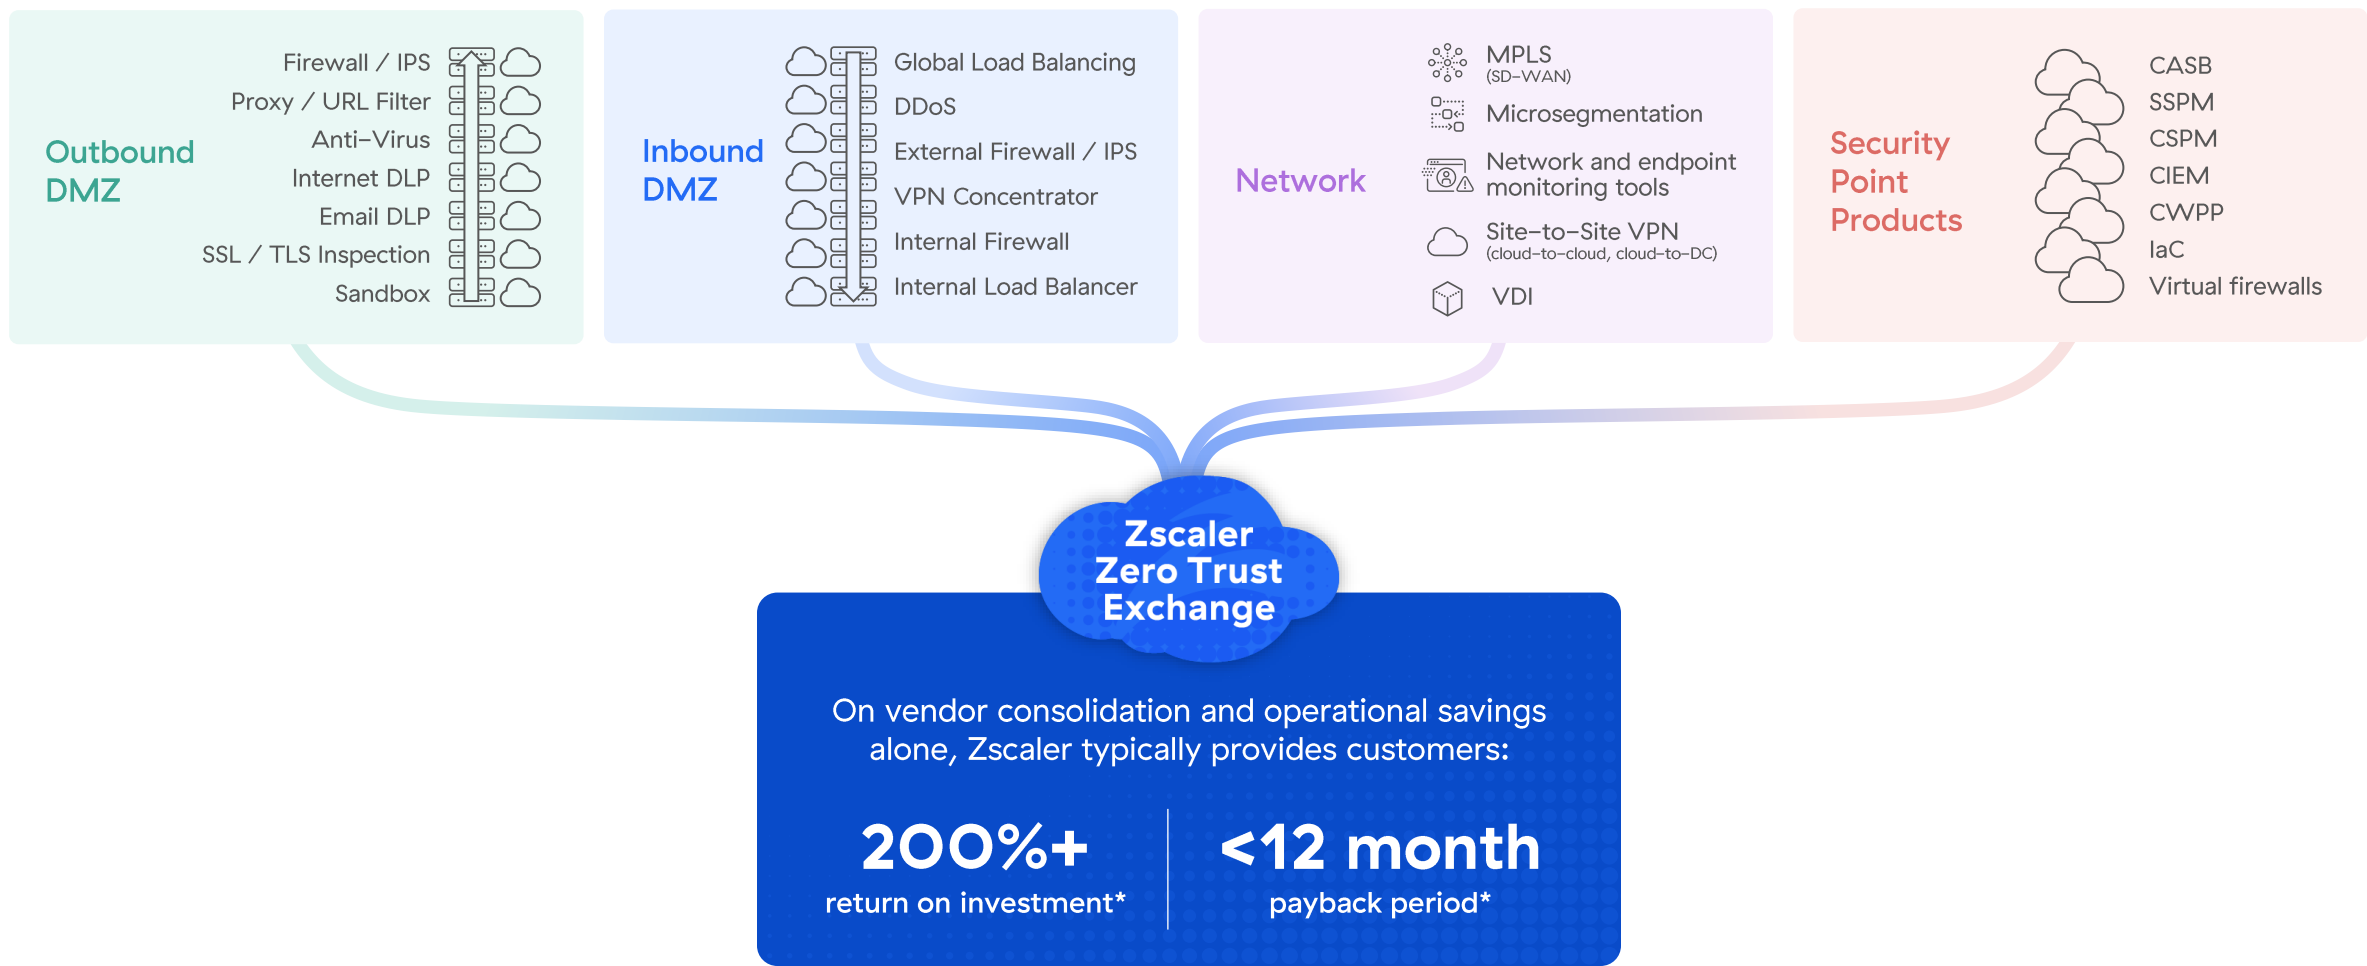 Outbound
DMZ
Firewall / IPS
Proxy / URL Filter
Anti–Virus
Internet DLP
Email DLP
SSL / TLS Inspection
Sandbox
Inbound
DMZ
Global Load Balancing
DDoS
External Firewall / IPS
VPN Concentrator
Internal Firewall
Internal Load Balancer
Network
MPLS
(SD–WAN)
Microsegmentation
Network and endpoint
monitoring tools
Site–to–Site VPN
(cloud–to–cloud, cloud–to–DC)
VDI
Security
Point
Products
CASB
SSPM
CSPM
CIEM
CWPP
IaC
Virtual firewalls
Zscaler
Zero Trust
Exchange
On vendor consolidation and operational savings
alone, Zscaler typically provides customers:
200%+
return on investment*
<12 month
payback period*